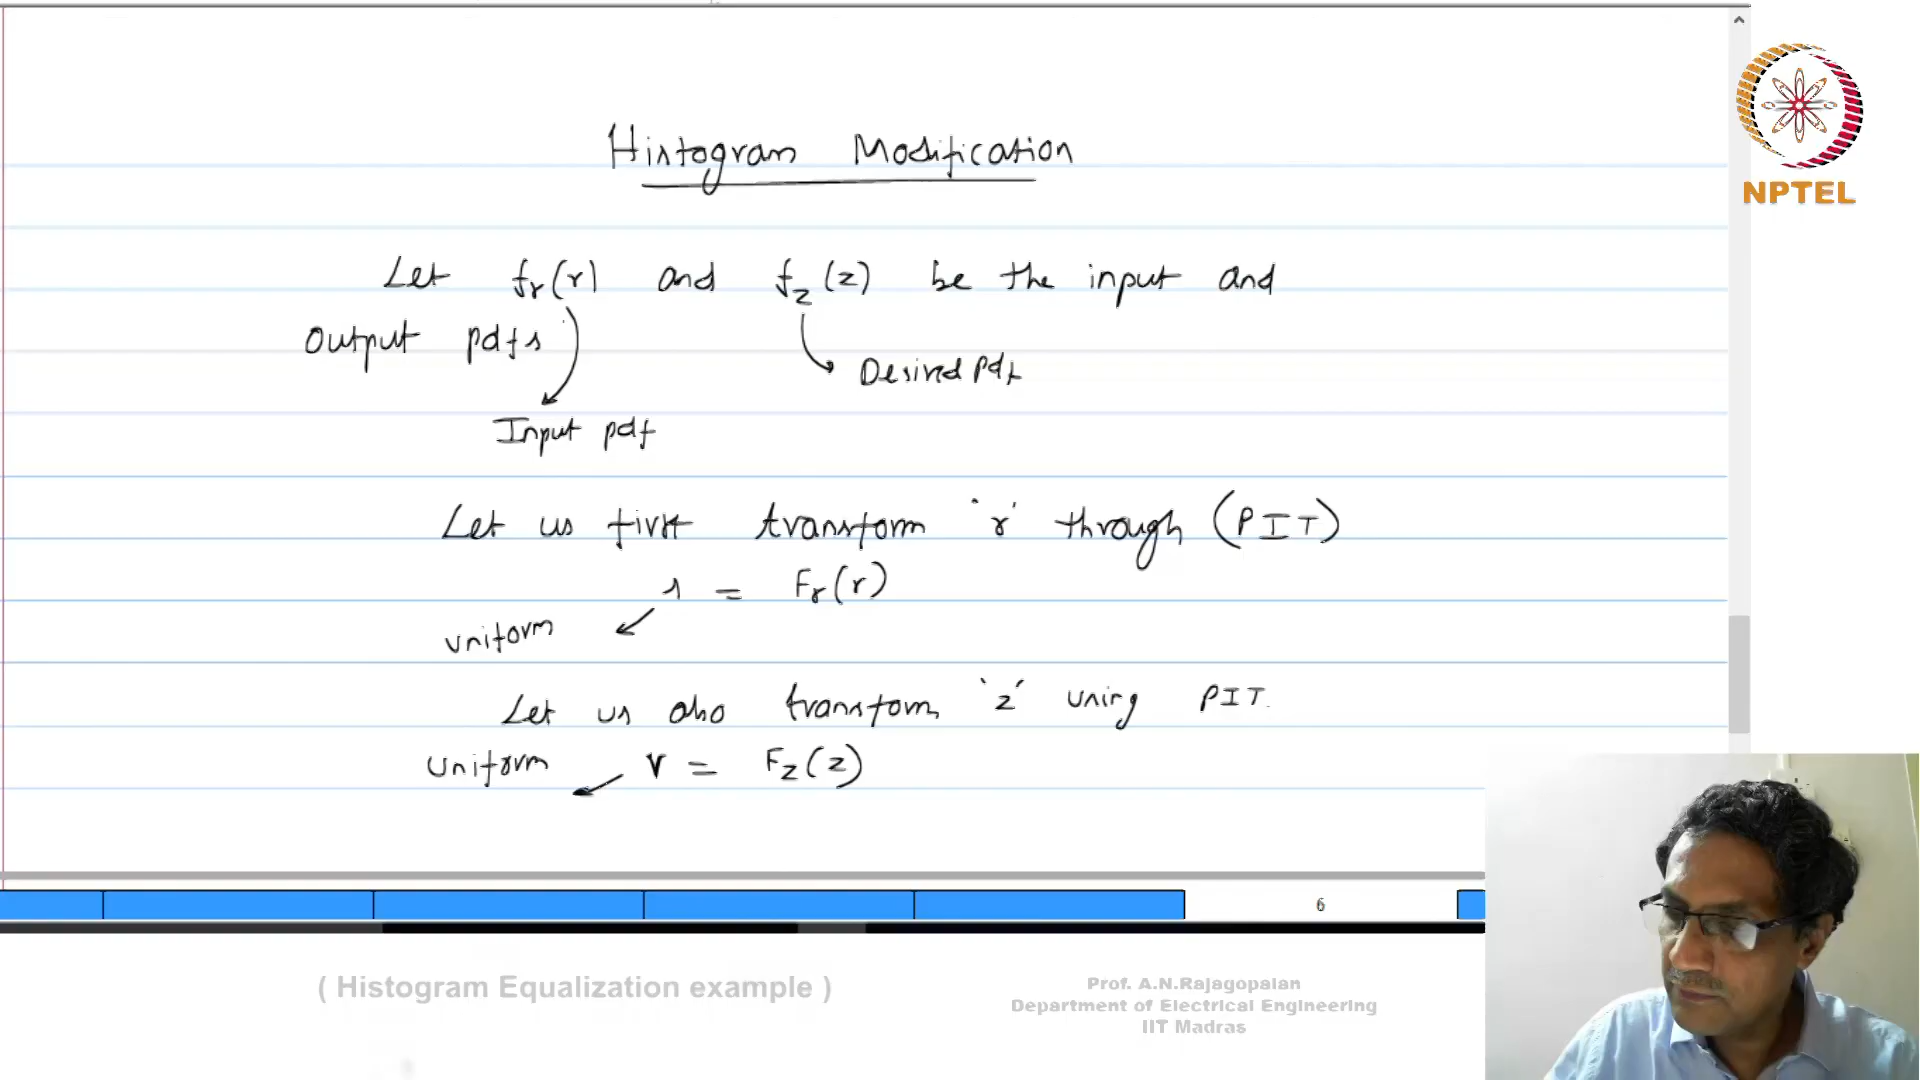 Histogram Modification
NPTEL
Let fr(r) and fz(z) be the input and
output pdfs
Desired pdf
Input pdf
Let us first transform 'r' through (PIT)
s = Fr(r)
uniform
Let us also transform 'z' using PIT.
uniform v = Fz(z)
6
( Histogram Equalization example )
Prof. A.N.Rajagopalan
Department of Electrical Engineering
IIT Madras